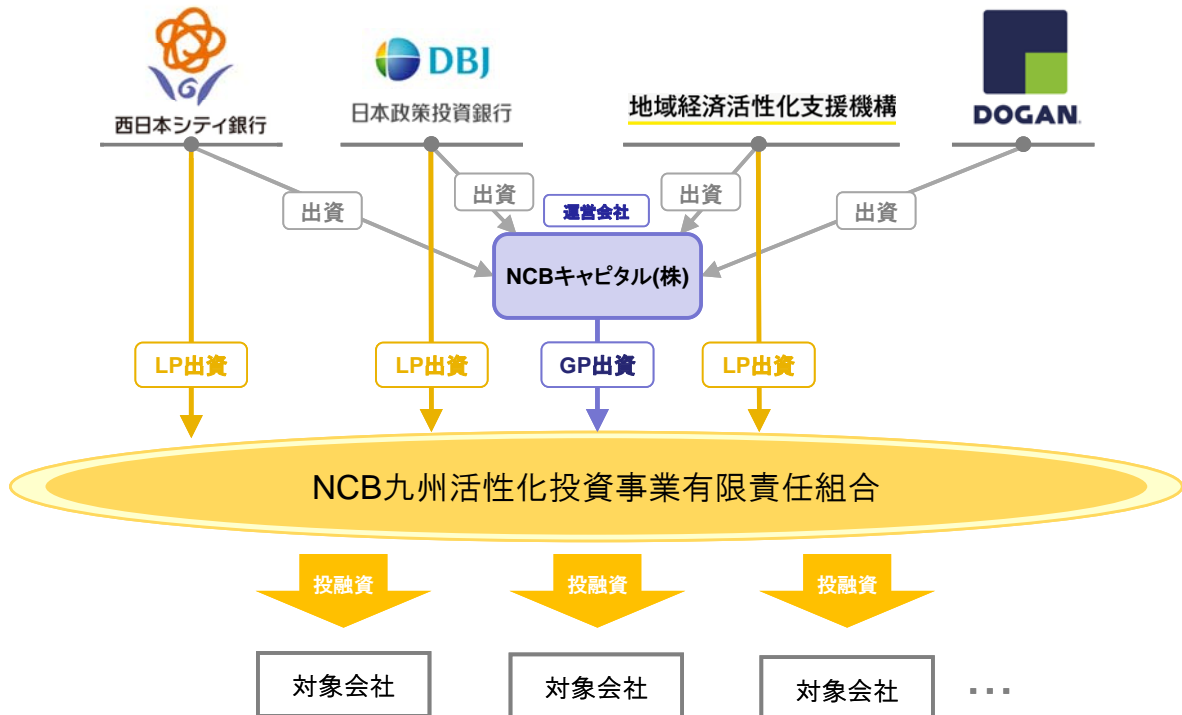 西日本シティ銀行
DBJ
日本政策投資銀行
地域経済活性化支援機構
DOGAN
出資
出資
運営会社
出資
出資
NCBキャピタル(株)
LP出資
LP出資
GP出資
LP出資
NCB九州活性化投資事業有限責任組合
投融資
投融資
投融資
対象会社
対象会社
対象会社
...